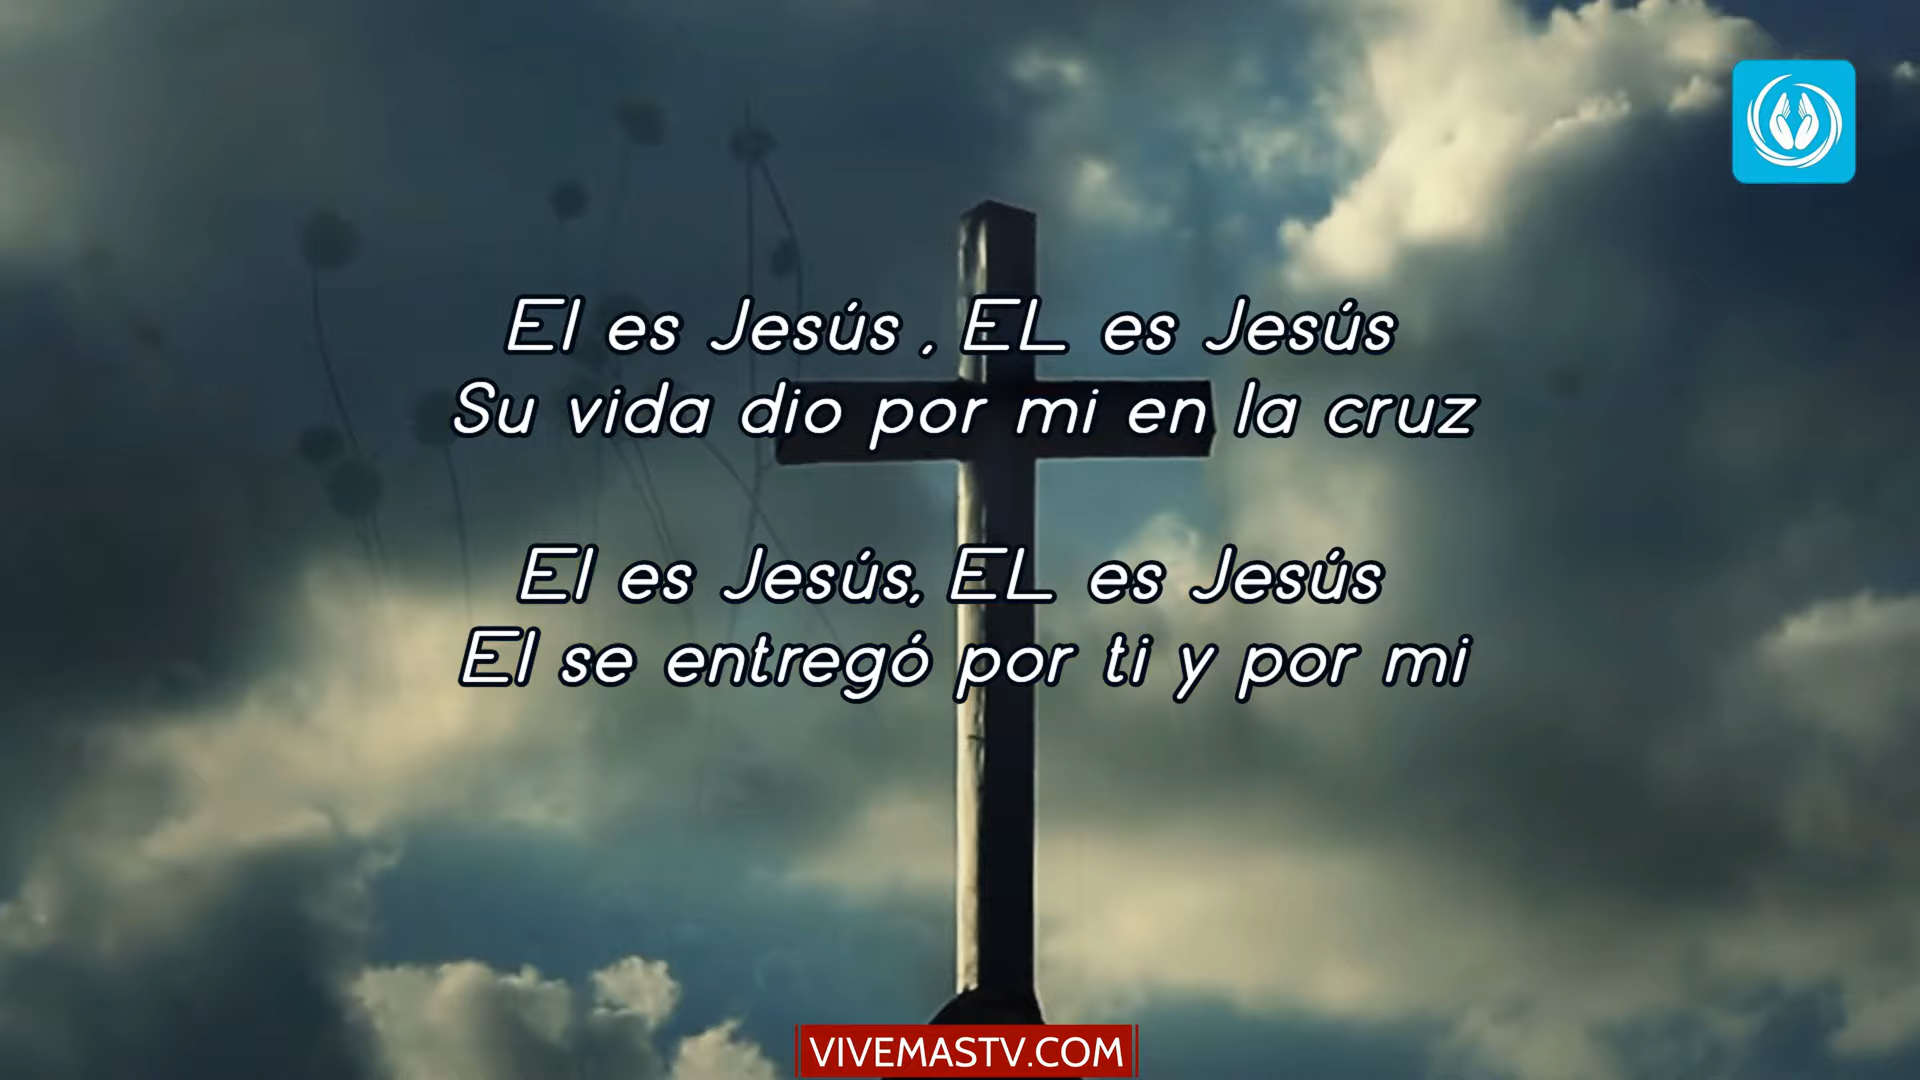 El es Jesús , EL es Jesús
Su vida dio por mi en la cruz
El es Jesús, EL es Jesús
El se entregó por ti y por mi
VIVEMASTV.COM